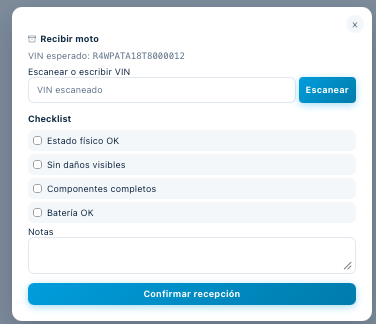 x
Recibir moto
VIN esperado: R4WPATA18T8000012
Escanear o escribir VIN
VIN escaneado
Escanear
Checklist
Estado físico OK
Sin daños visibles
Componentes completos
Batería OK
Notas
Confirmar recepción